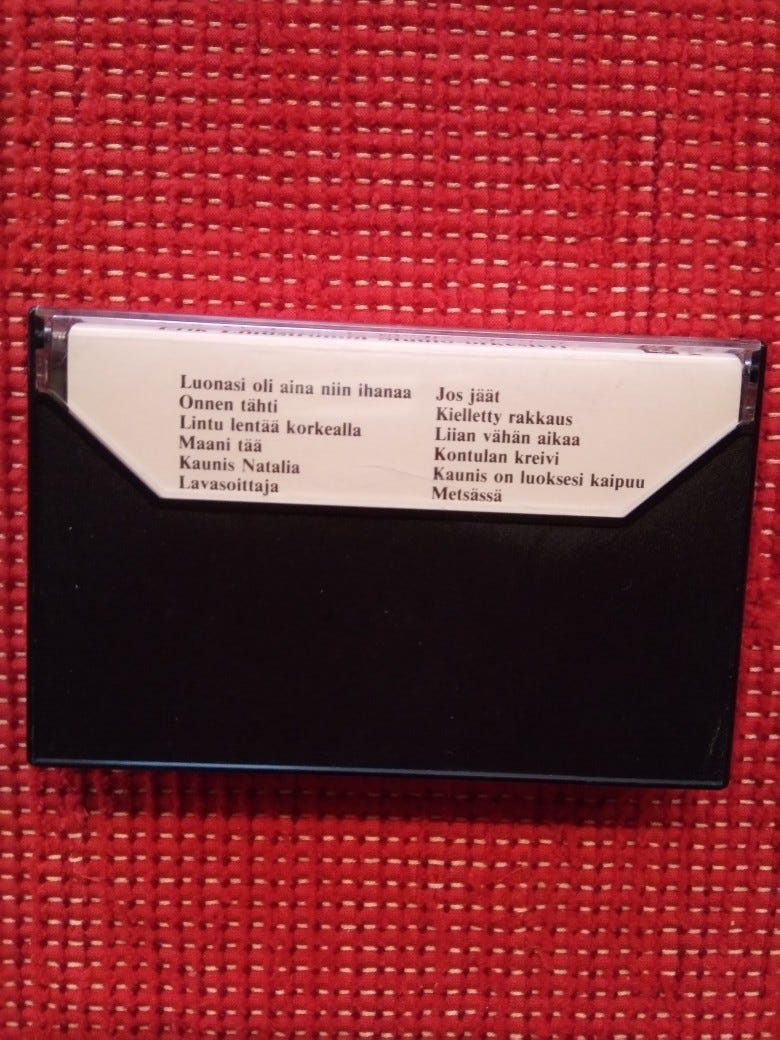 Luonasi oli aina niin ihanaa
Onnen tähti
Lintu lentää korkealla
Maani tää
Kaunis Natalia
Lavasoittaja
Jos jäät
Kielletty rakkaus
Liian vähän aikaa
Kontulan kreivi
Kaunis on luoksesi kaipuu
Metsässä